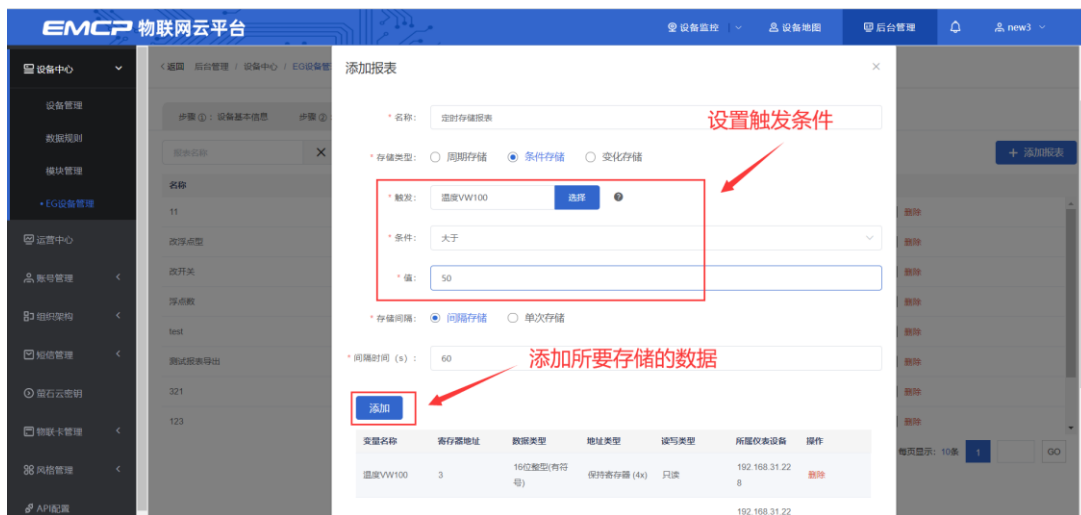 EMCP 物联网云平台
设备监控
设备地图
后台管理
new3
设备中心
设备管理
数据规则
模块管理
•EG设备管理
运营中心
账号管理
组织架构
短信管理
萤石云密钥
物联卡管理
风格管理
API配置
<返回 后台管理 / 设备中心 / EG设备管
步骤①：设备基本信息 步骤②：
报表名称
+ 添加报表
名称
11
删除
改浮点型
删除
改开关
删除
浮点数
删除
test
删除
测试报表导出
删除
321
删除
123
删除
每页显示：10条 1 GO
添加报表
×
* 名称： 定时存储报表
设置触发条件
* 存储类型： 周期存储 条件存储 变化存储
* 触发： 温度VW100 选择 ?
* 条件： 大于
* 值： 50
* 存储间隔： 间隔存储 单次存储
* 间隔时间（s）： 60
添加所要存储的数据
添加
变量名称 寄存器地址 数据类型 地址类型 读写类型 所属仪表设备 操作
温度VW100 3 16位整型(有符号) 保持寄存器 (4x) 只读 192.168.31.228 删除
192.168.31.22